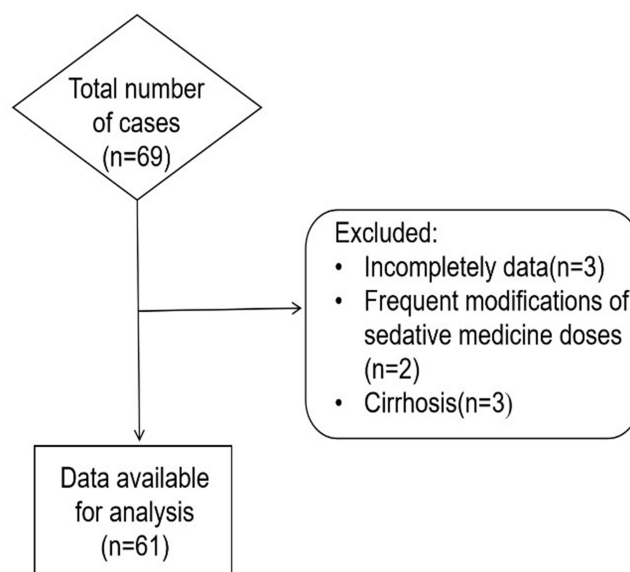 Total number
of cases
(n=69)
Excluded:
• Incompletely data(n=3)
• Frequent modifications of
sedative medicine doses
(n=2)
• Cirrhosis(n=3)
Data available
for analysis
(n=61)